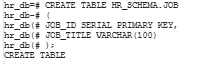 hr_db=# CREATE TABLE HR_SCHEMA.JOB
hr_db-# (
hr_db(# JOB_ID SERIAL PRIMARY KEY,
hr_db(# JOB_TITLE VARCHAR(100)
hr_db(# );
CREATE TABLE